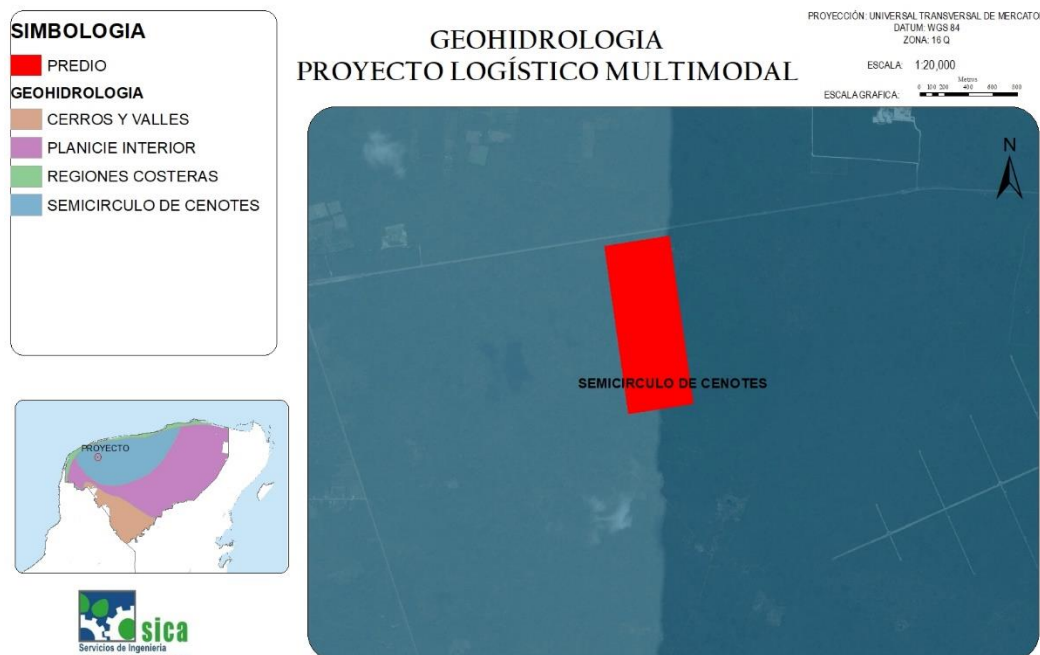 SIMBOLOGIA
PREDIO
GEOHIDROLOGIA
CERROS Y VALLES
PLANICIE INTERIOR
REGIONES COSTERAS
SEMICIRCULO DE CENOTES
GEOHIDROLOGIA
PROYECTO LOGÍSTICO MULTIMODAL
PROYECCIÓN: UNIVERSAL TRANSVERSAL DE MERCATO
DATUM: WGS 84
ZONA: 16 Q
ESCALA: 1:20,000
Metros
ESCALA GRAFICA: 0 100 200 400 600 800
N
SEMICIRCULO DE CENOTES
PROYECTO
sica
Servicios de Ingeniería